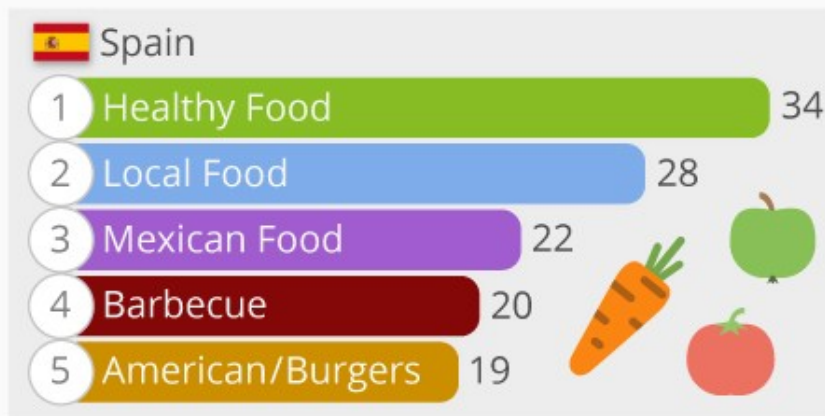 Spain
1 Healthy Food 34
2 Local Food 28
3 Mexican Food 22
4 Barbecue 20
5 American/Burgers 19